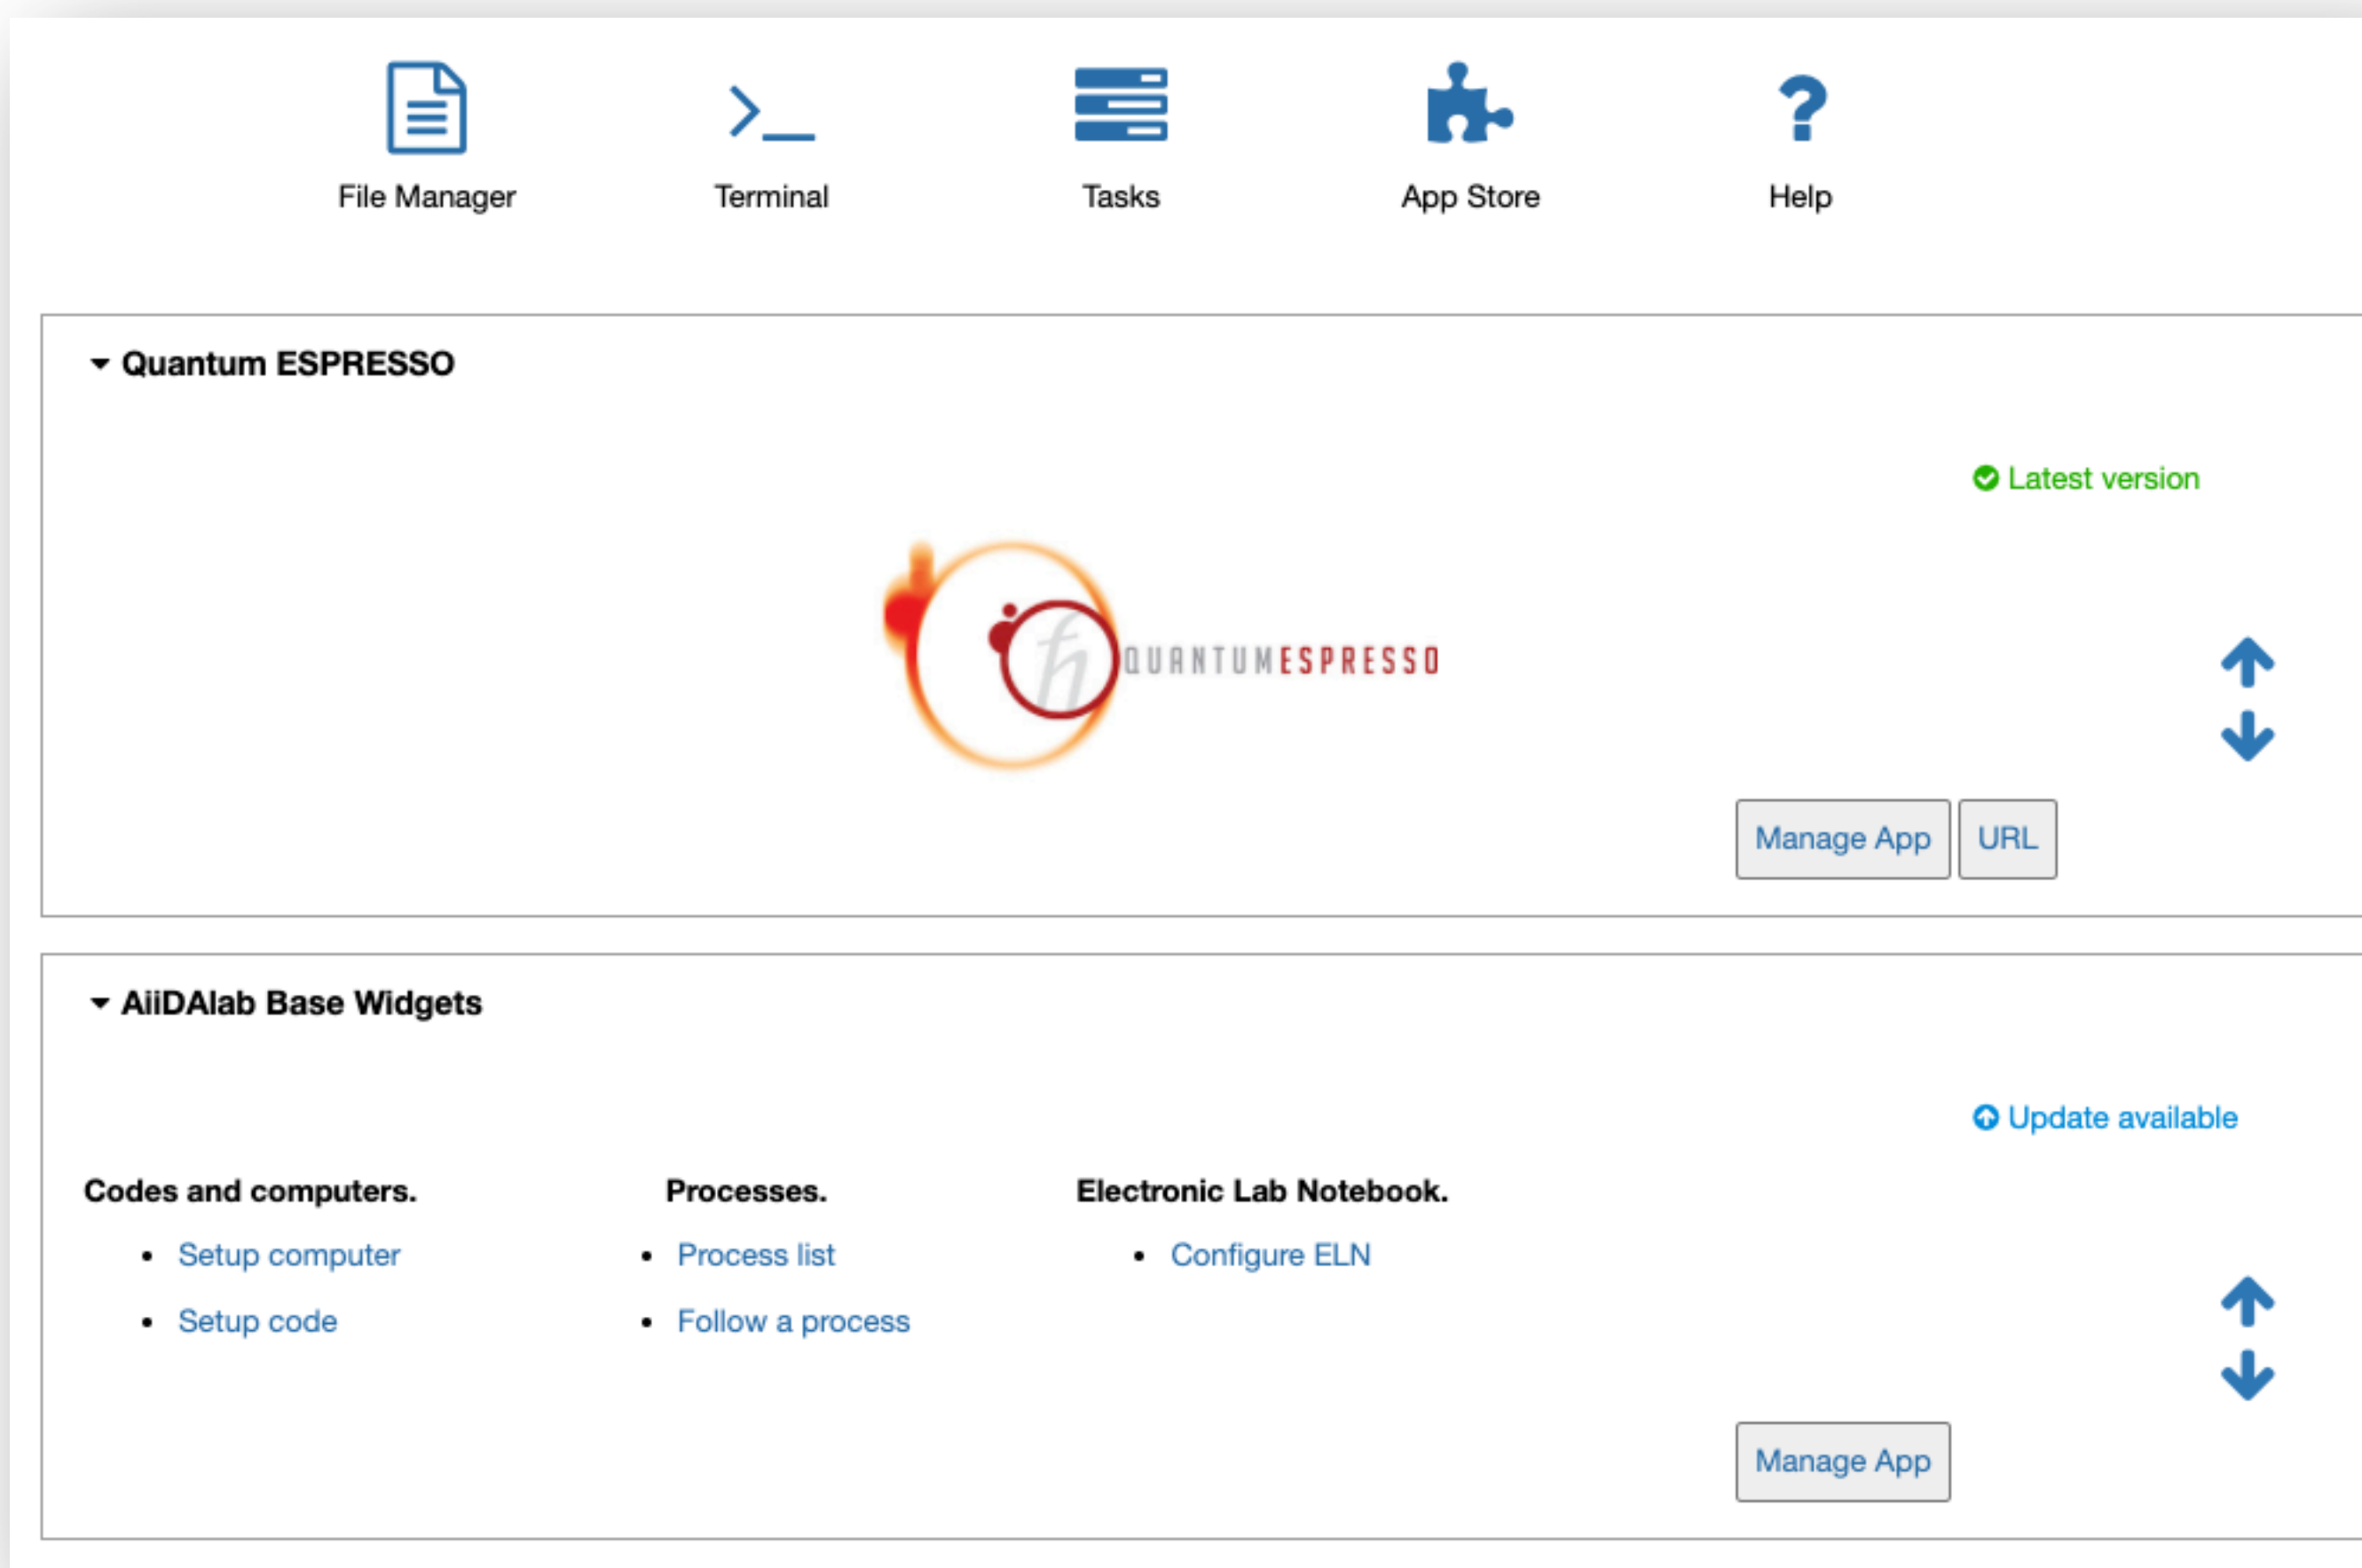 File Manager
Terminal
Tasks
App Store
Help
Quantum ESPRESSO
Latest version
ħ QUANTUMESPRESSO
Manage App
URL
AiiDAlab Base Widgets
Update available
Codes and computers.
• Setup computer
• Setup code
Processes.
• Process list
• Follow a process
Electronic Lab Notebook.
• Configure ELN
Manage App